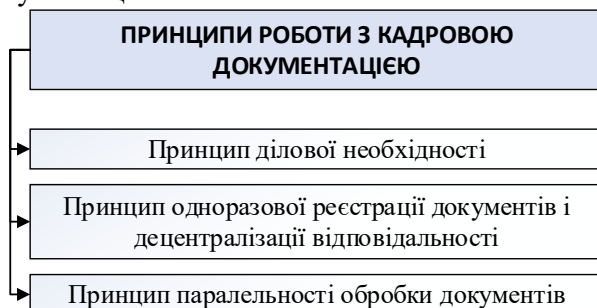 ПРИНЦИПИ РОБОТИ З КАДРОВОЮ
ДОКУМЕНТАЦІЄЮ
Принцип ділової необхідності
Принцип одноразової реєстрації документів і
децентралізації відповідальності
Принцип паралельності обробки документів